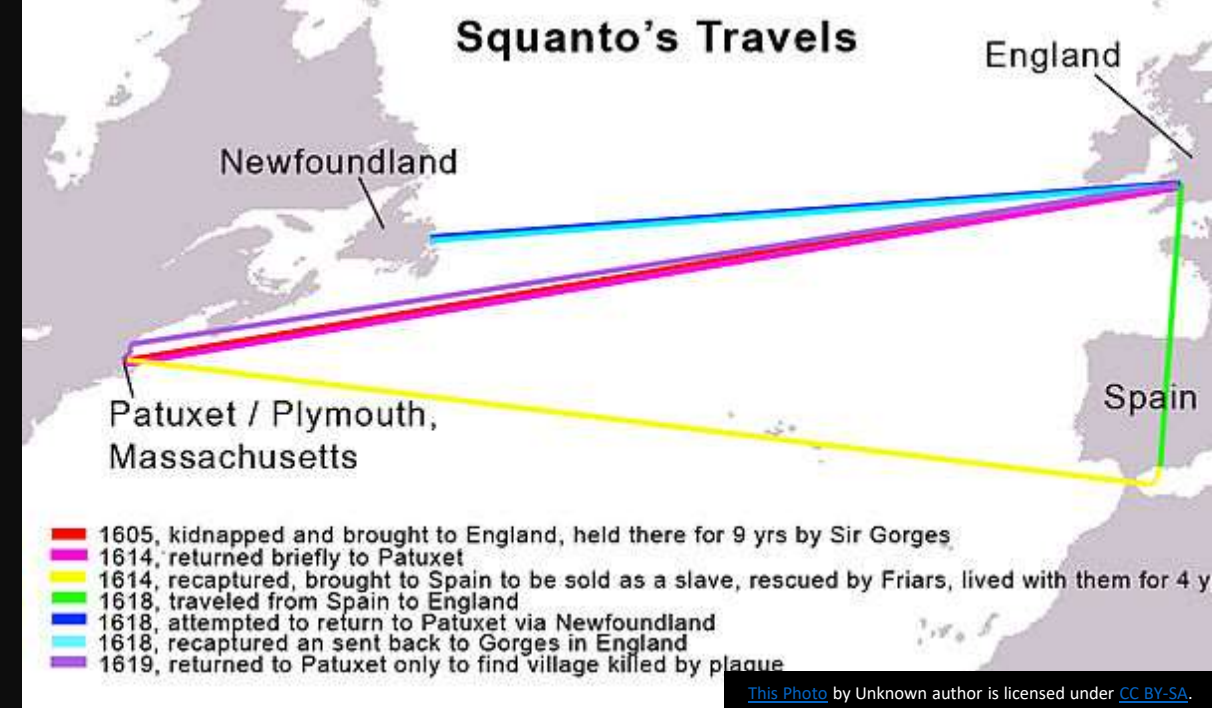 Squanto's Travels
England
Newfoundland
Spain
Patuxet / Plymouth,
Massachusetts
1605, kidnapped and brought to England, held there for 9 yrs by Sir Gorges
1614, returned briefly to Patuxet
1614, recaptured, brought to Spain to be sold as a slave, rescued by Friars, lived with them for 4 y
1618, traveled from Spain to England
1618, attempted to return to Patuxet via Newfoundland
1618, recaptured an sent back to Gorges in England
1619, returned to Patuxet only to find village killed by plague
This Photo by Unknown author is licensed under CC BY-SA.